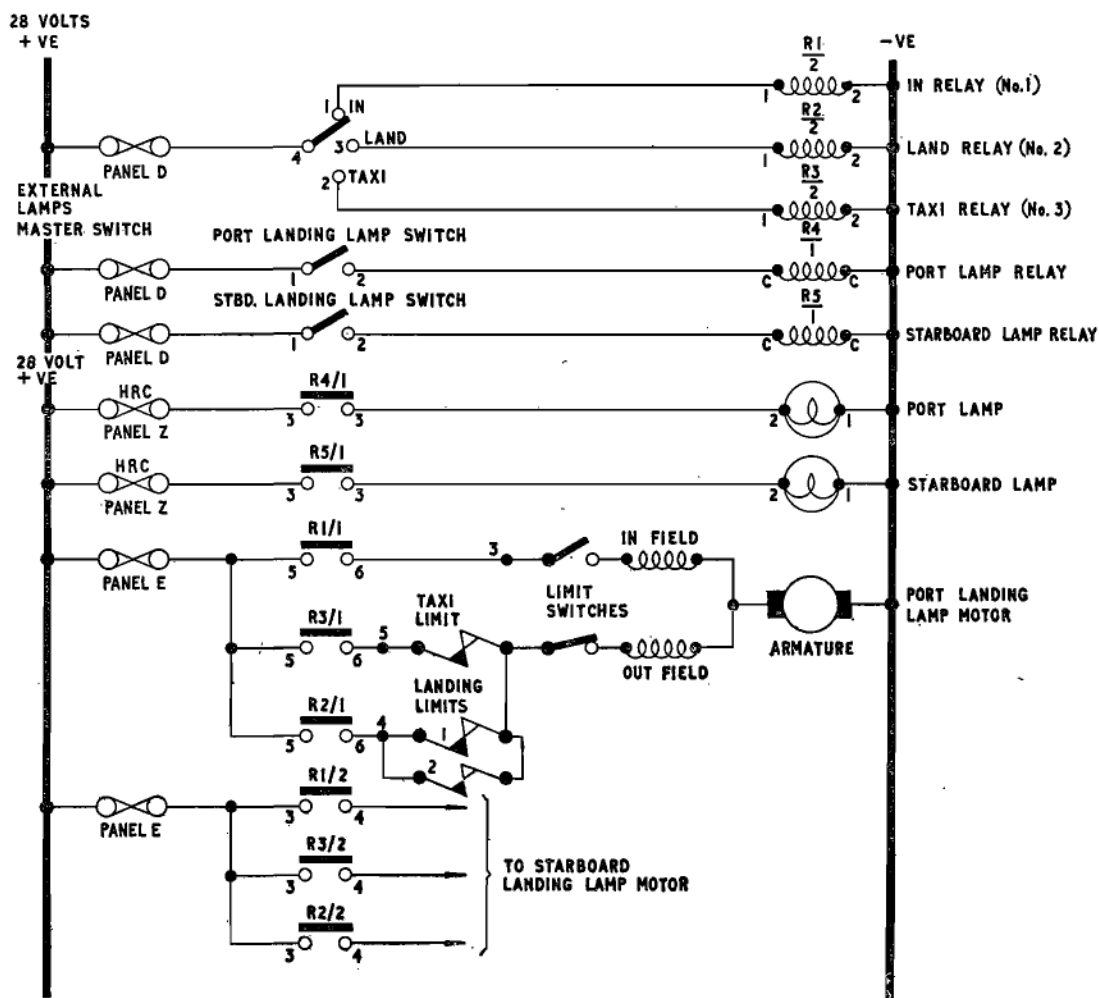 28 VOLTS
+ VE
-VE
R1
2
1 IN
1
2
IN RELAY (No.1)
PANEL D
4
3 LAND
R2
2
1
2
LAND RELAY (No. 2)
2 TAXI
R3
2
1
2
TAXI RELAY (No. 3)
EXTERNAL
LAMPS
MASTER SWITCH
PORT LANDING LAMP SWITCH
PANEL D
1
2
R4
1
C
C
PORT LAMP RELAY
STBD. LANDING LAMP SWITCH
PANEL D
1
2
R5
1
C
C
STARBOARD LAMP RELAY
28 VOLT
+ VE
HRC
PANEL Z
R4/1
3
3
2
1
PORT LAMP
HRC
PANEL Z
R5/1
3
3
2
1
STARBOARD LAMP
PANEL E
R1/1
5
6
3
IN FIELD
LIMIT
SWITCHES
ARMATURE
PORT LANDING
LAMP MOTOR
R3/1
5
6
5
TAXI
LIMIT
OUT FIELD
R2/1
5
6
4
LANDING
LIMITS
1
2
PANEL E
R1/2
3
4
R3/2
3
4
R2/2
3
4
TO STARBOARD
LANDING LAMP MOTOR